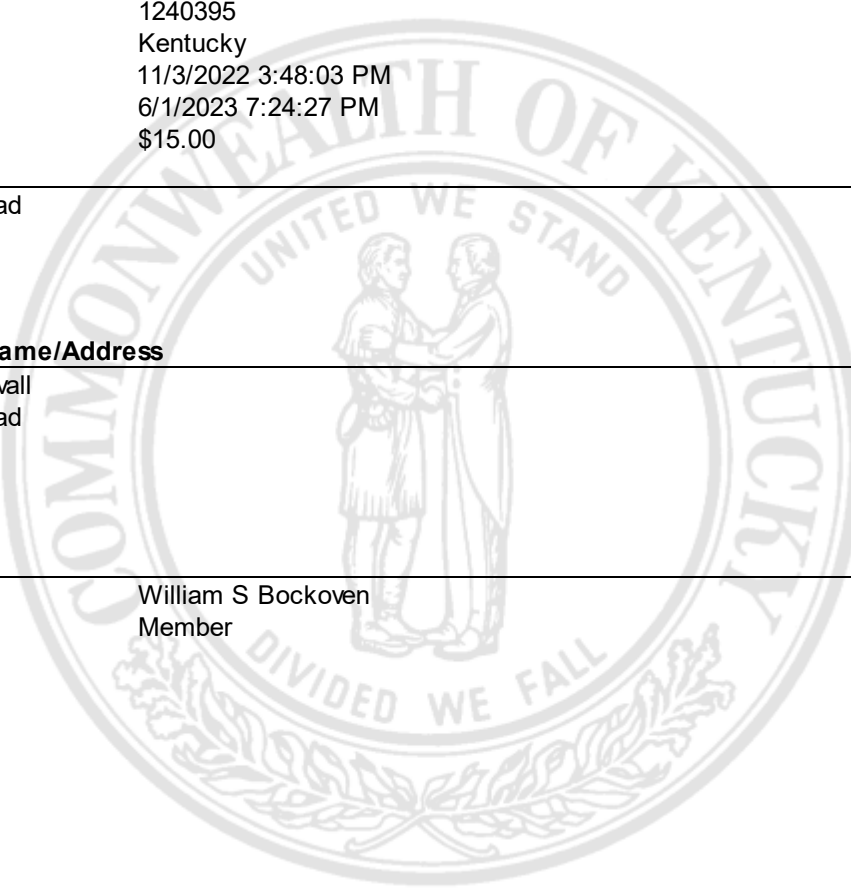 1240395
Kentucky
11/3/2022 3:48:03 PM
6/1/2023 7:24:27 PM
$15.00
ad
ame/Address
vall
ad
William S Bockoven
Member
COMMONWEALTH OF KENTUCKY
UNITED WE STAND
DIVIDED WE FALL